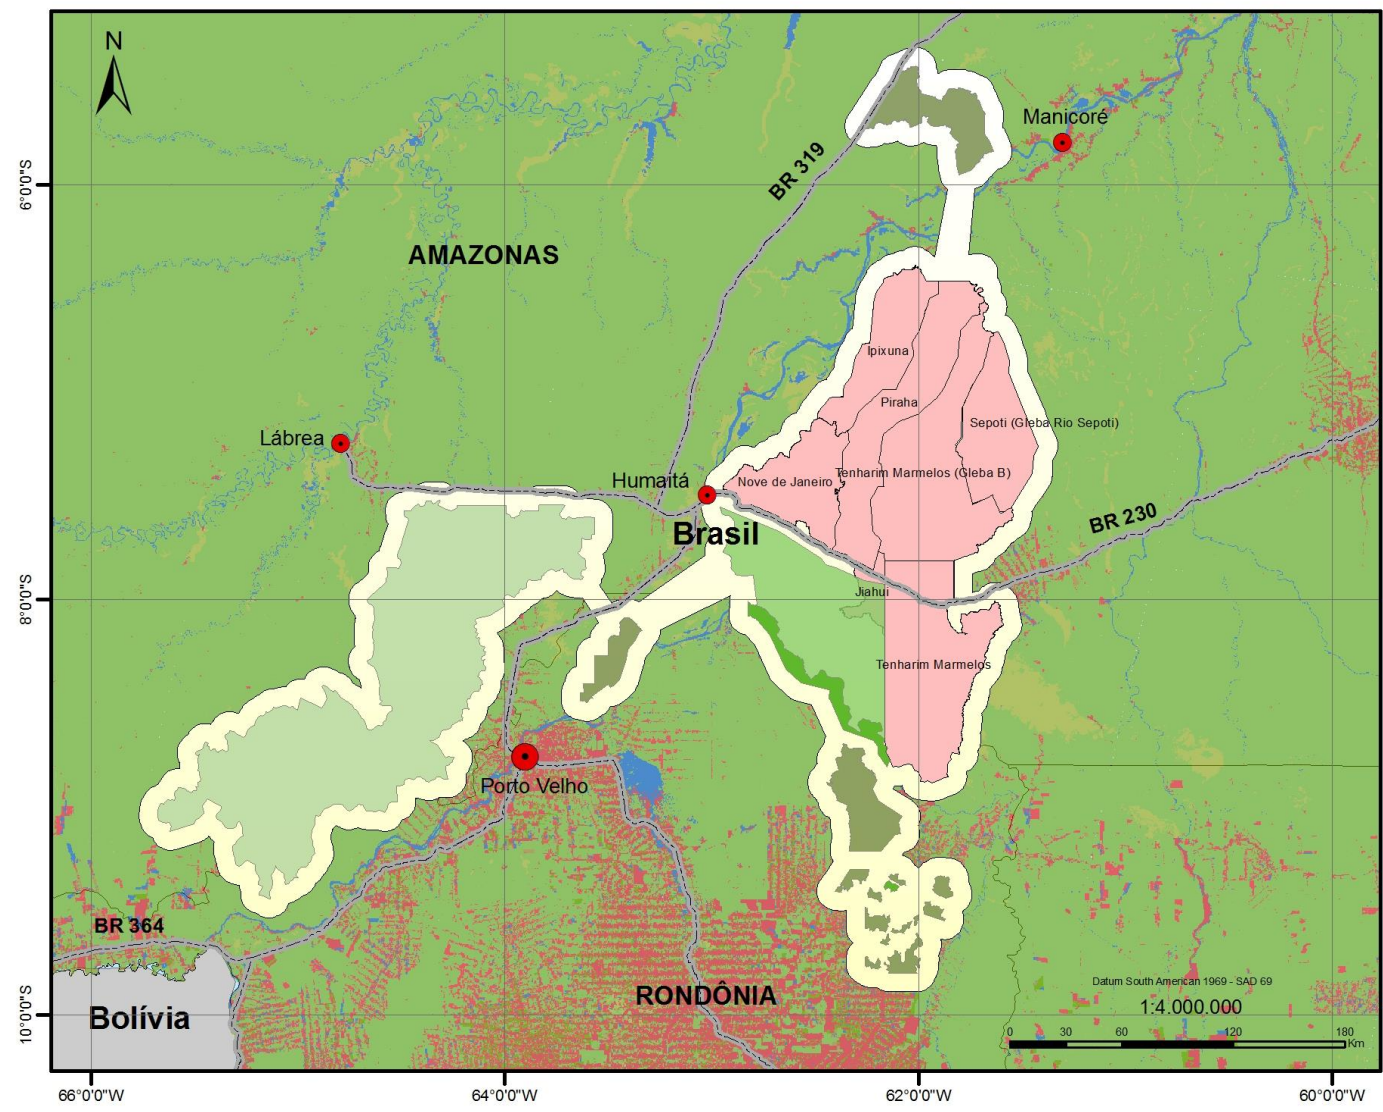 N
Manicoré
BR 319
6°0'0"S
AMAZONAS
Ipixuna
Piraha
Sepoti (Gleba Rio Sepoti)
Lábrea
Tenharim Marmelos (Gleba B)
Humaitá
Nove de Janeiro
BR 230
Brasil
8°0'0"S
Jiahui
Tenharim Marmelos
Porto Velho
BR 364
Datum South American 1969 - SAD 69
RONDÔNIA
1:4.000.000
Bolívia
10°0'0"S
0 30 60 120 180
Km
66°0'0"W 64°0'0"W 62°0'0"W 60°0'0"W